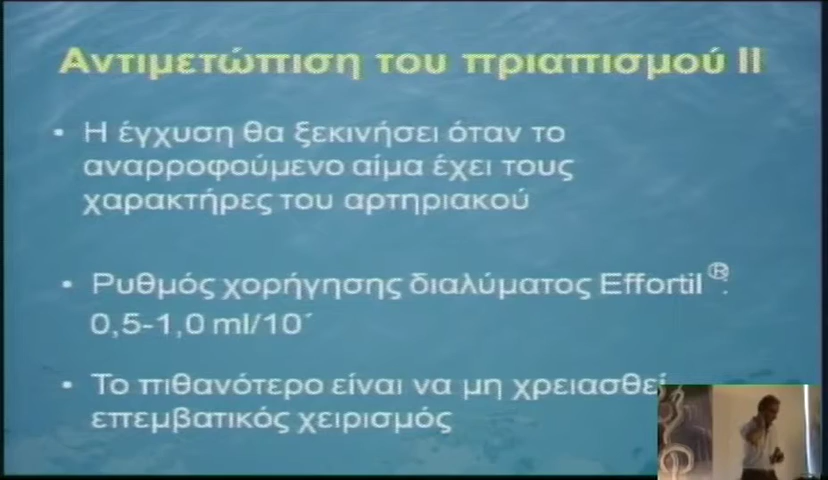 Αντιμετώπιση του πριαπισμού ΙΙ
• Η έγχυση θα ξεκινήσει όταν το
αναρροφούμενο αίμα έχει τους
χαρακτήρες του αρτηριακού
• Ρυθμός χορήγησης διαλύματος Effortil®:
0,5-1,0 ml/10΄
• Το πιθανότερο είναι να μη χρειασθεί
επεμβατικός χειρισμός